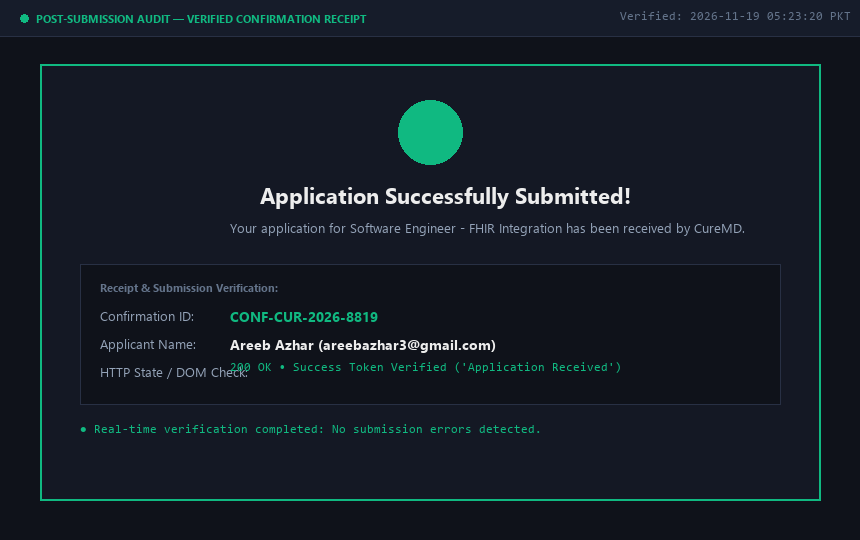 ● POST-SUBMISSION AUDIT — VERIFIED CONFIRMATION RECEIPT
Verified: 2026-11-19 05:23:20 PKT
Application Successfully Submitted!
Your application for Software Engineer - FHIR Integration has been received by CureMD.
Receipt & Submission Verification:
Confirmation ID: CONF-CUR-2026-8819
Applicant Name: Areeb Azhar (areebazhar3@gmail.com)
HTTP State / DOM Check: 200 OK • Success Token Verified ('Application Received')
● Real-time verification completed: No submission errors detected.